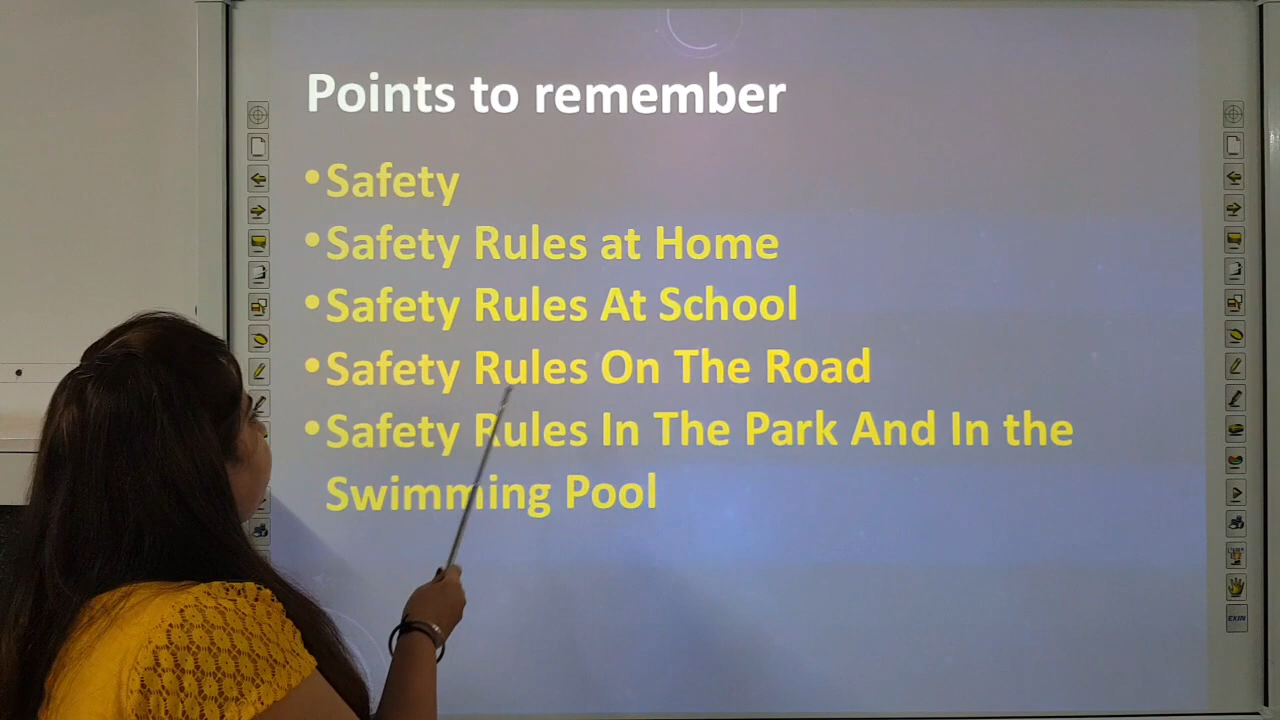 Points to remember
•Safety
•Safety Rules at Home
•Safety Rules At School
•Safety Rules On The Road
•Safety Rules In The Park And In the
Swimming Pool